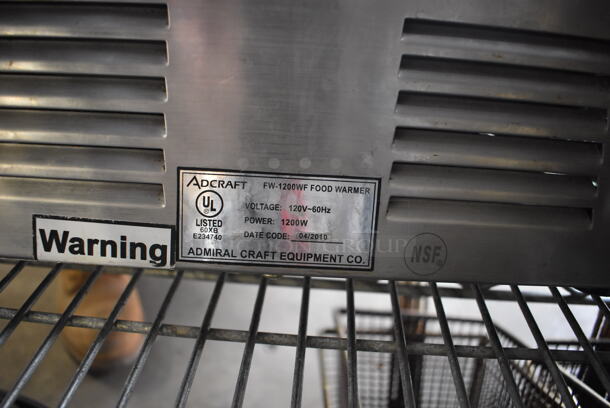 ADCRAFT FW-1200WF FOOD WARMER
UL
LISTED
60XB
E234740
VOLTAGE: 120V~60Hz
POWER: 1200W
DATE CODE: 04/2010
ADMIRAL CRAFT EQUIPMENT CO.
Warning
NSF
GROUP